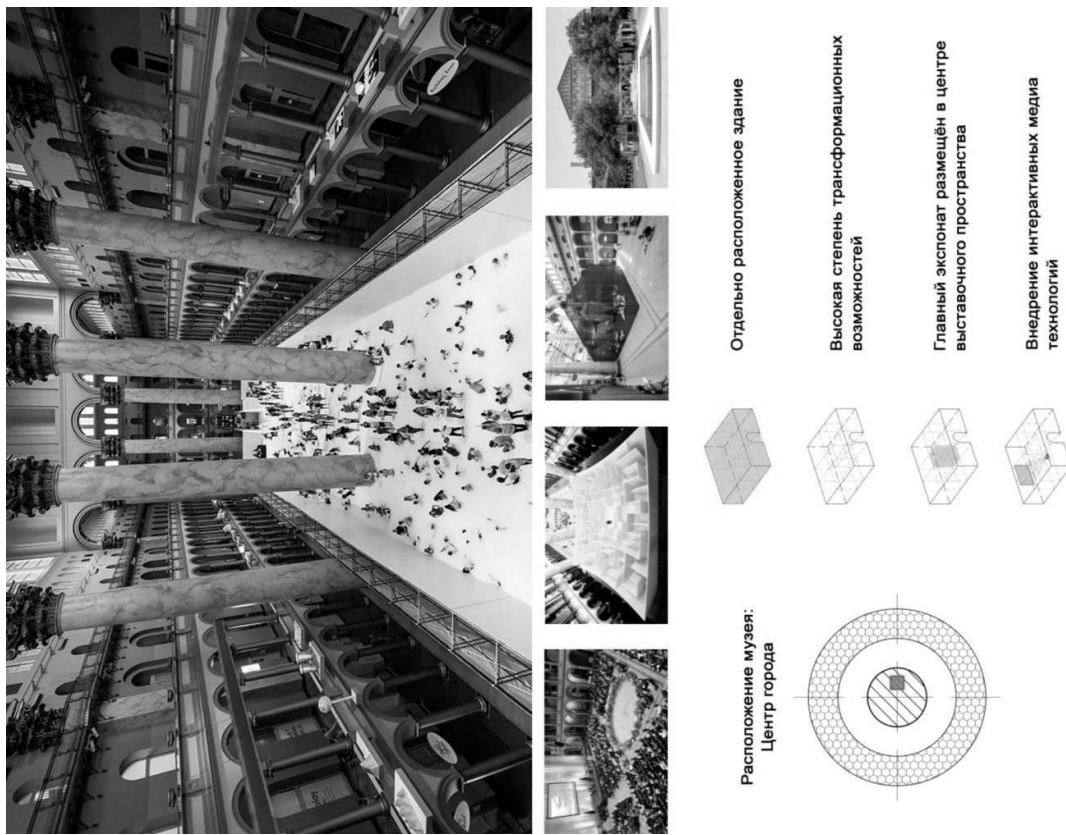 Расположение музея:
Центр города
Отдельно расположенное здание
Высокая степень трансформационных
возможностей
Главный экспонат размещён в центре
выставочного пространства
Внедрение интерактивных медиа
технологий